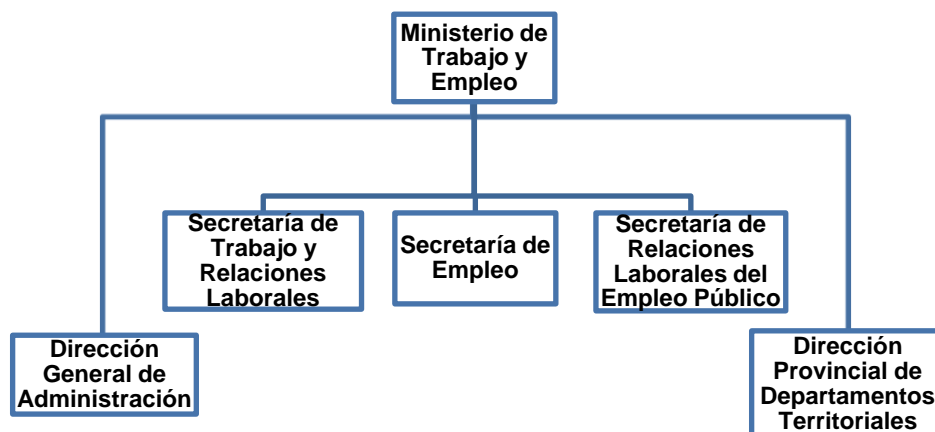 Ministerio de
Trabajo y
Empleo
Secretaría de
Trabajo y
Relaciones
Laborales
Secretaría de
Empleo
Secretaría de
Relaciones
Laborales del
Empleo Público
Dirección
General de
Administración
Dirección
Provincial de
Departamentos
Territoriales